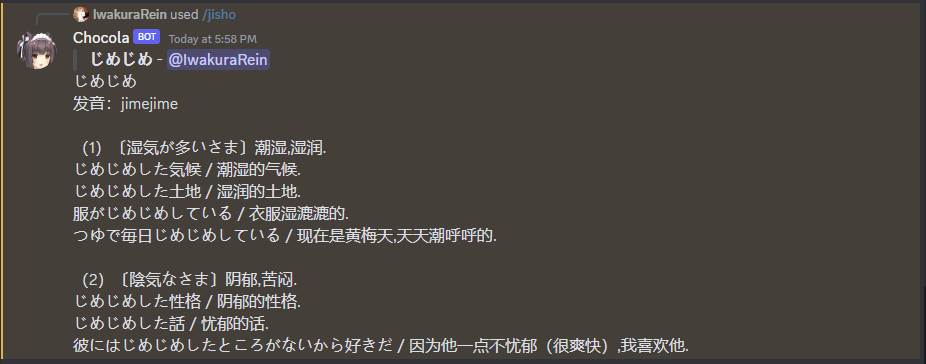 IwakuraRein used /jisho
Chocola BOT Today at 5:58 PM
じめじめ - @IwakuraRein
じめじめ
发音：jimejime
（1）〔湿気が多いさま〕潮湿,湿润.
じめじめした気候 / 潮湿的气候.
じめじめした土地 / 湿润的土地.
服がじめじめしている / 衣服湿漉漉的.
つゆで毎日じめじめしている / 现在是黄梅天,天天潮呼呼的.
（2）〔陰気なさま〕阴郁,苦闷.
じめじめした性格 / 阴郁的性格.
じめじめした話 / 忧郁的话.
彼にはじめじめしたところがないから好きだ / 因为他一点不忧郁（很爽快）,我喜欢他.